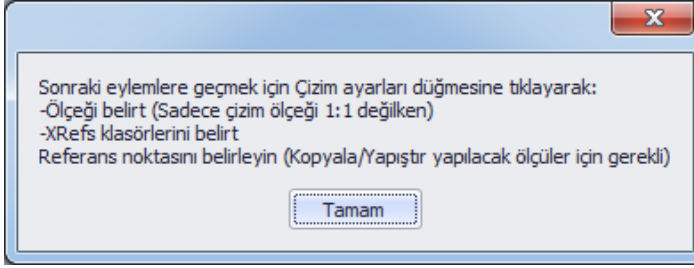 Sonraki eylemlere geçmek için Çizim ayarları düğmesine tıklayarak:
-Ölçeği belirt (Sadece çizim ölçeği 1:1 değilken)
-XRefs klasörlerini belirt
Referans noktasını belirleyin (Kopyala/Yapıştır yapılacak ölçüler için gerekli)
Tamam